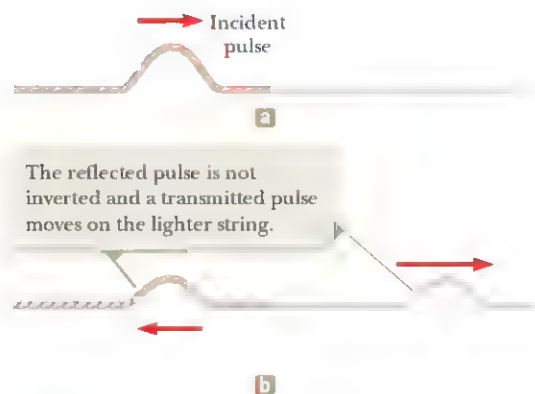 Incident
pulse
a
The reflected pulse is not
inverted and a transmitted pulse
moves on the lighter string.
b